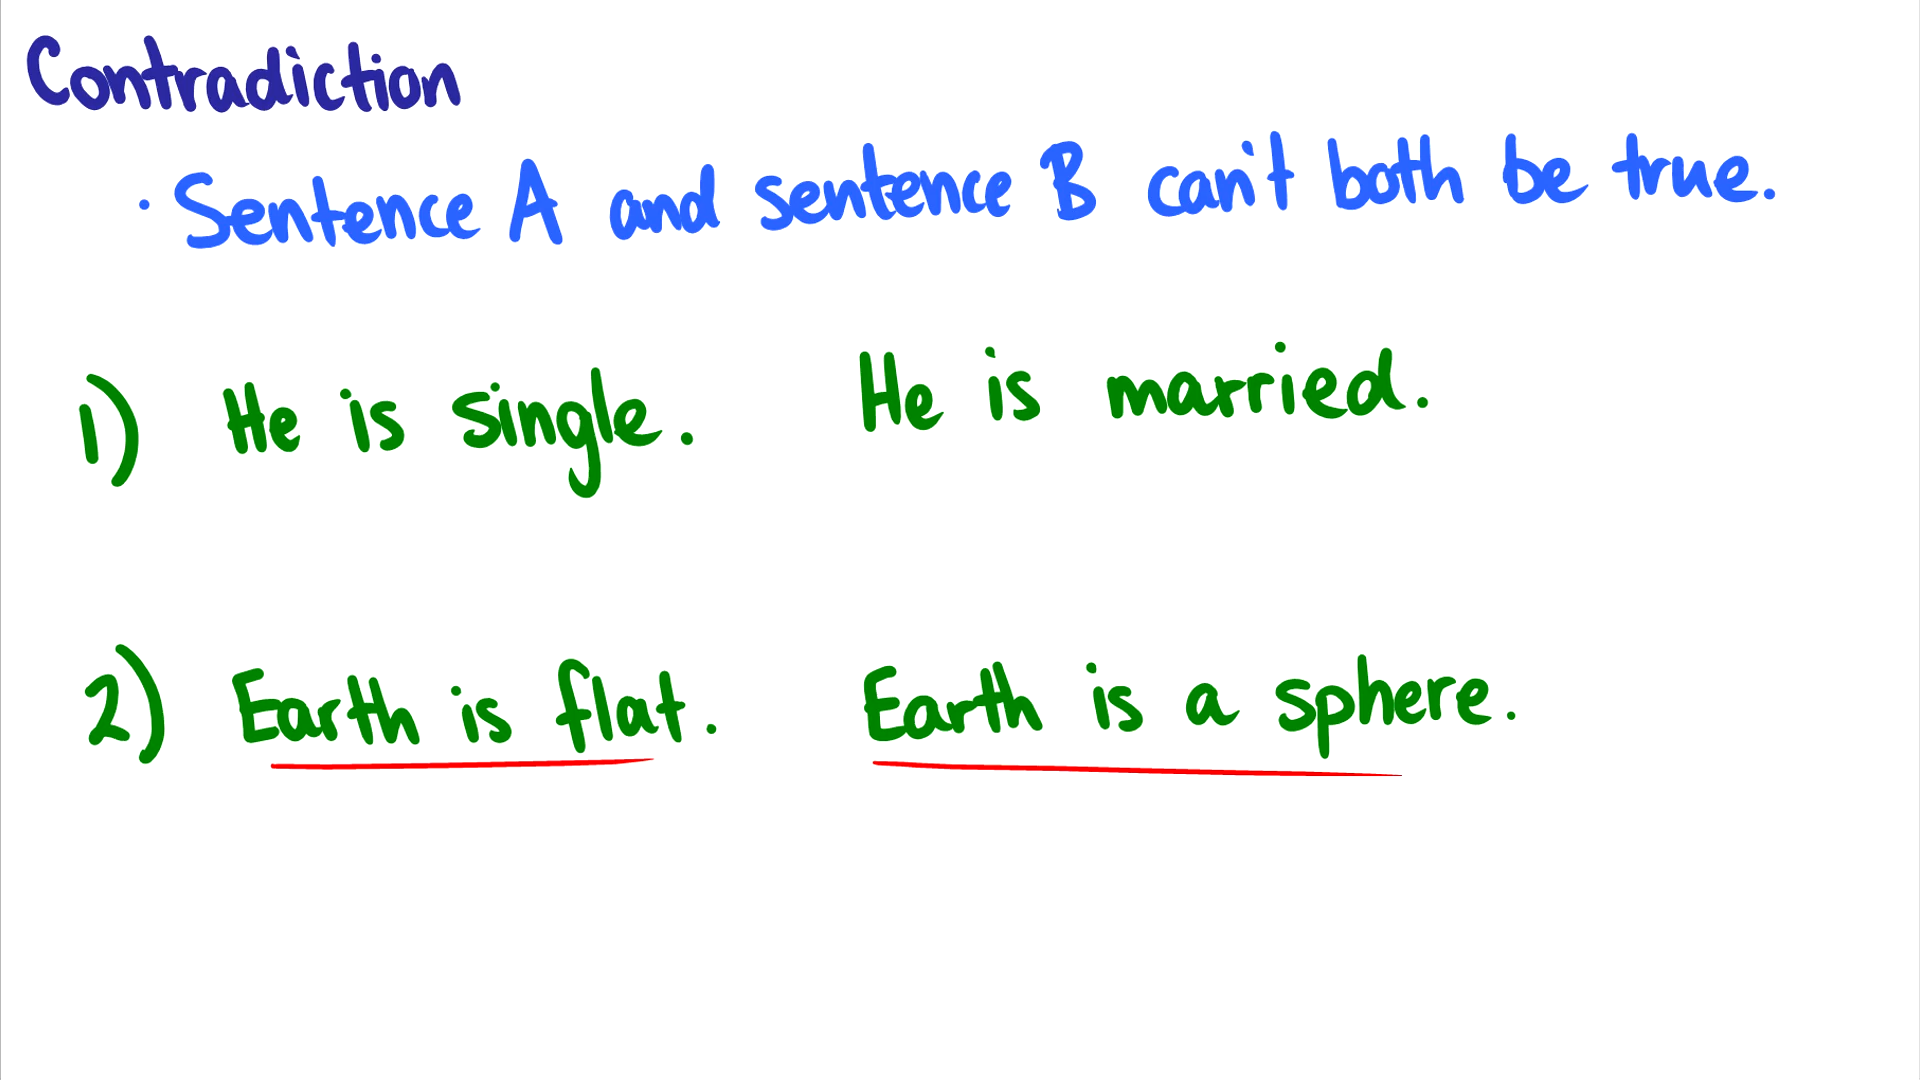 Contradiction
· Sentence A and sentence B can't both be true.
1) He is single. He is married.
2) Earth is flat. Earth is a sphere.